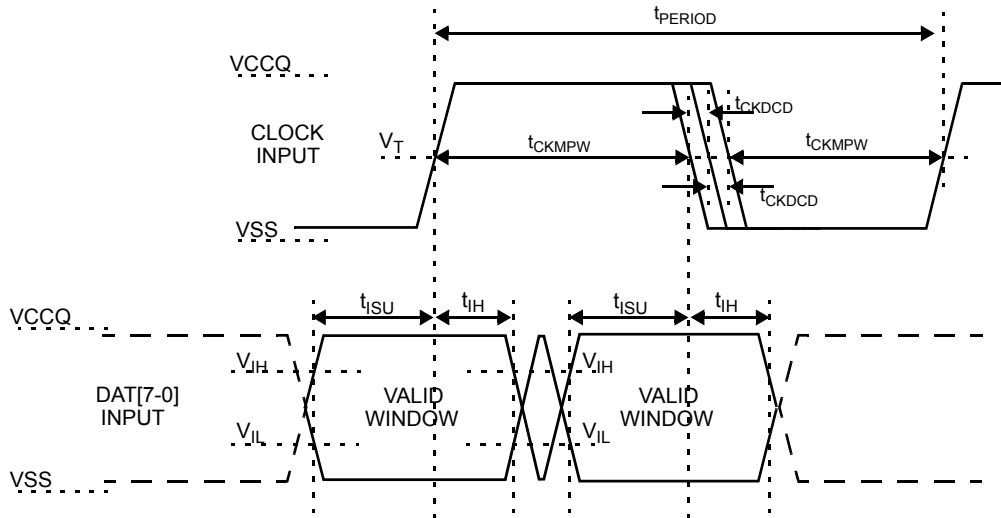 tPERIOD
VCCQ
tCKDCD
CLOCK
INPUT
VT
tCKMPW
tCKMPW
tCKDCD
VSS
tISU
tIH
tISU
tIH
VCCQ
VIH
VIH
DAT[7-0]
INPUT
VALID
WINDOW
VALID
WINDOW
VIL
VIL
VSS